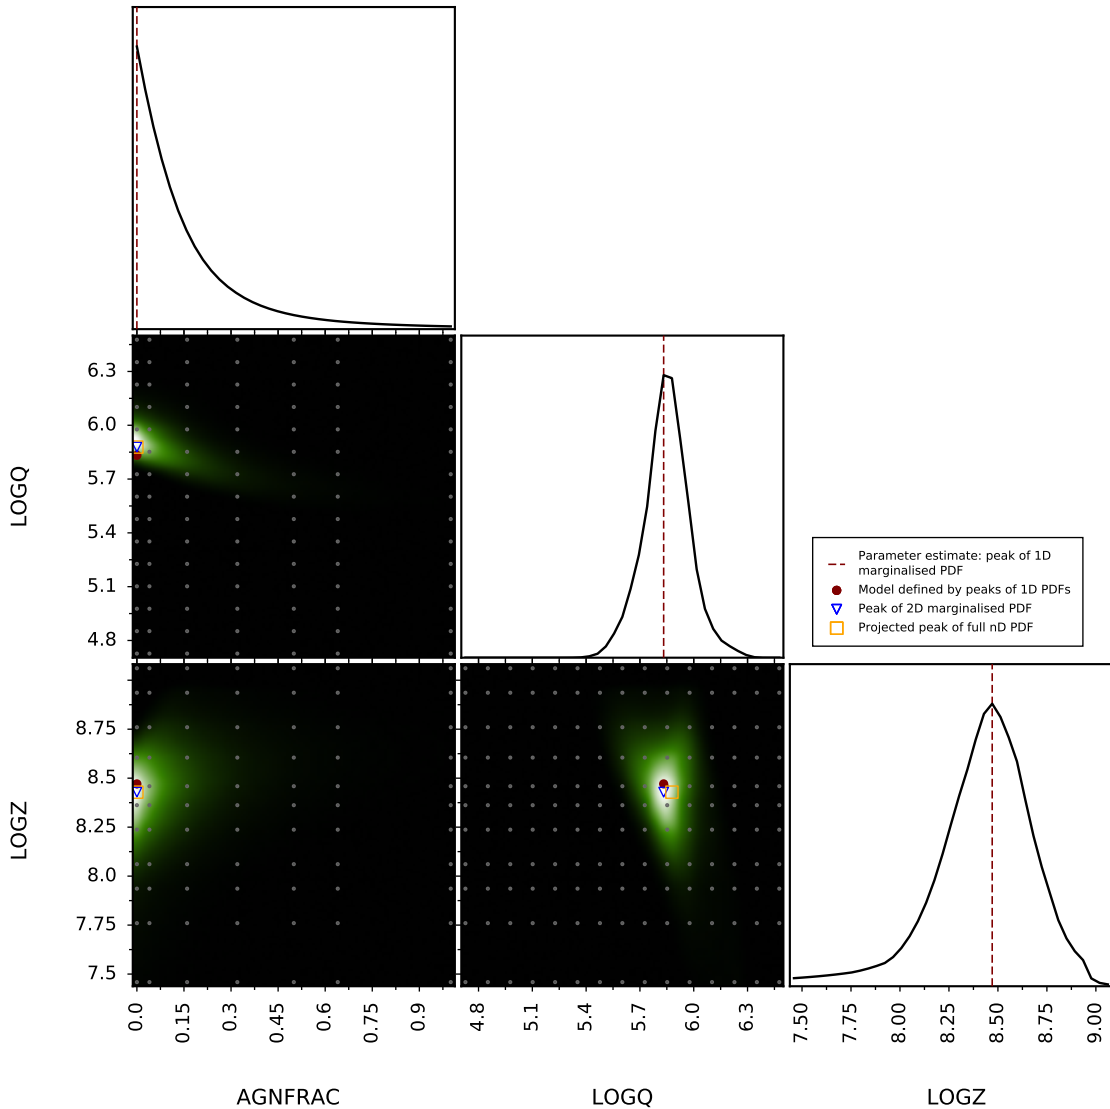 6.3
6.0
5.7
5.4
5.1
4.8
LOGQ
Parameter estimate: peak of 1D
marginalised PDF
Model defined by peaks of 1D PDFs
Peak of 2D marginalised PDF
Projected peak of full nD PDF
8.75
8.5
8.25
8.0
7.75
7.5
LOGZ
0.0 0.15 0.3 0.45 0.6 0.75 0.9
4.8 5.1 5.4 5.7 6.0 6.3
7.50 7.75 8.00 8.25 8.50 8.75 9.00
AGNFRAC LOGQ LOGZ